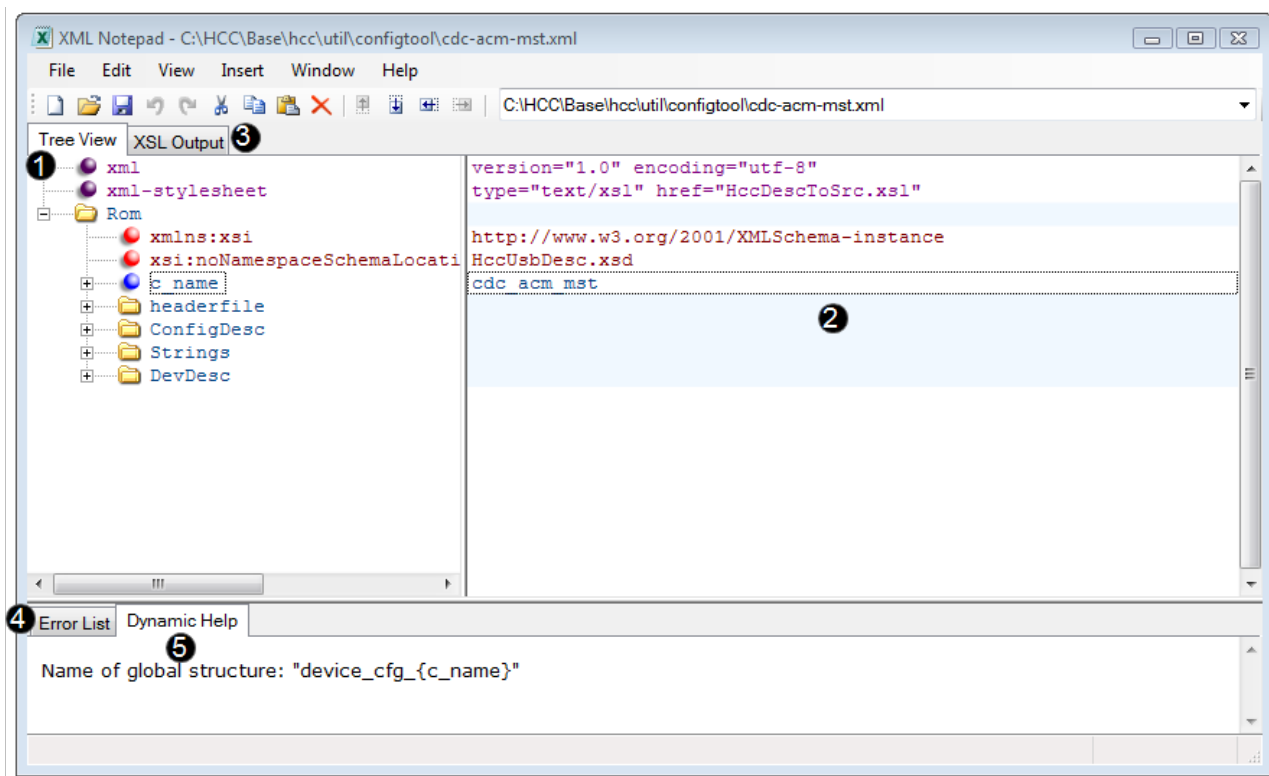 XML Notepad - C:\HCC\Base\hcc\util\configtool\cdc-acm-mst.xml
File Edit View Insert Window Help
C:\HCC\Base\hcc\util\configtool\cdc-acm-mst.xml
Tree View XSL Output 3
1 xml version="1.0" encoding="utf-8"
xml-stylesheet type="text/xsl" href="HccDescToSrc.xsl"
Rom
xmlns:xsi http://www.w3.org/2001/XMLSchema-instance
xsi:noNamespaceSchemaLocati HccUsbDesc.xsd
c_name cdc_acm_mst
headerfile
2
ConfigDesc
Strings
DevDesc
4 Error List Dynamic Help
5
Name of global structure: "device_cfg_{c_name}"